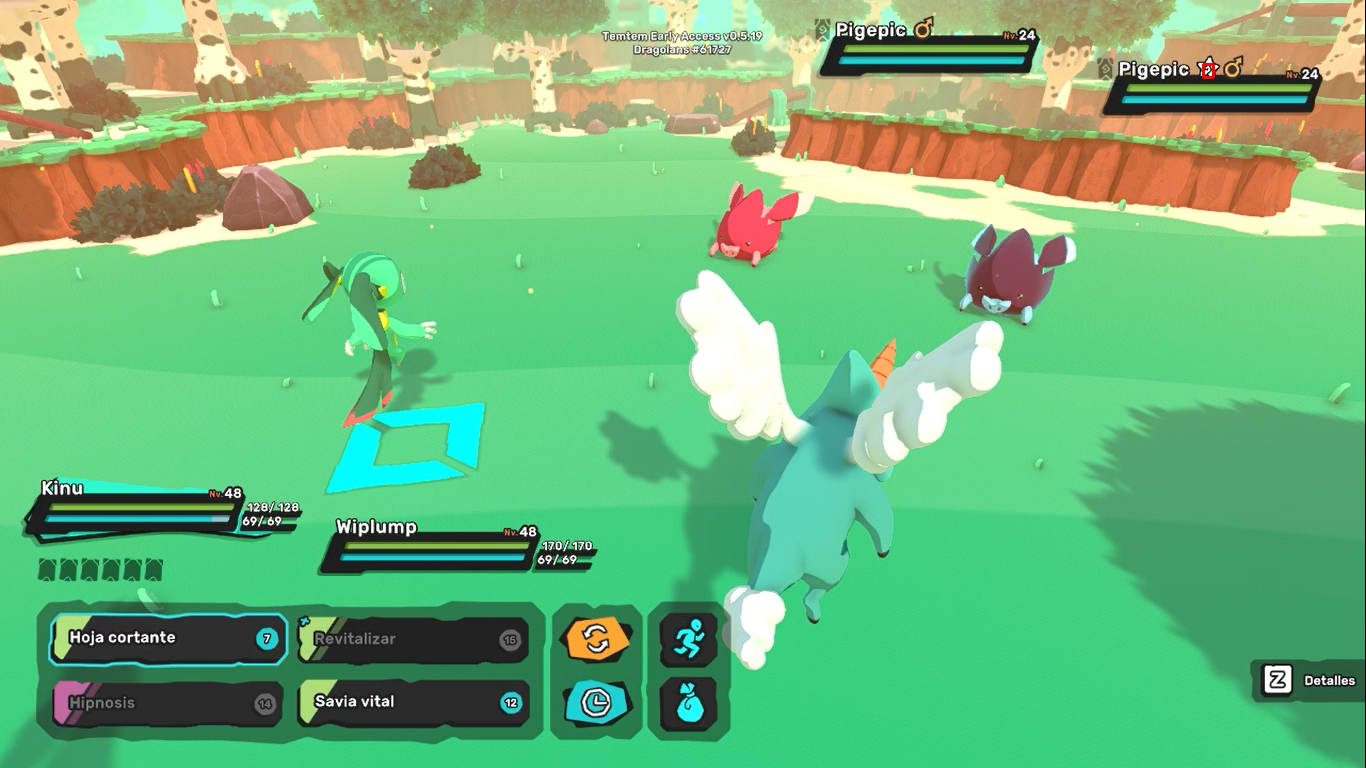 Temtem Early Access v0.5.19
Dragolans #61727
Pigepic
Nv.24
Pigepic
Nv.24
Kinu
Nv.48
128/128
69/69
Wiplump
Nv.48
170/170
69/69
Hoja cortante 7
Revitalizar 15
Hipnosis 14
Savia vital 12
Z Detalles